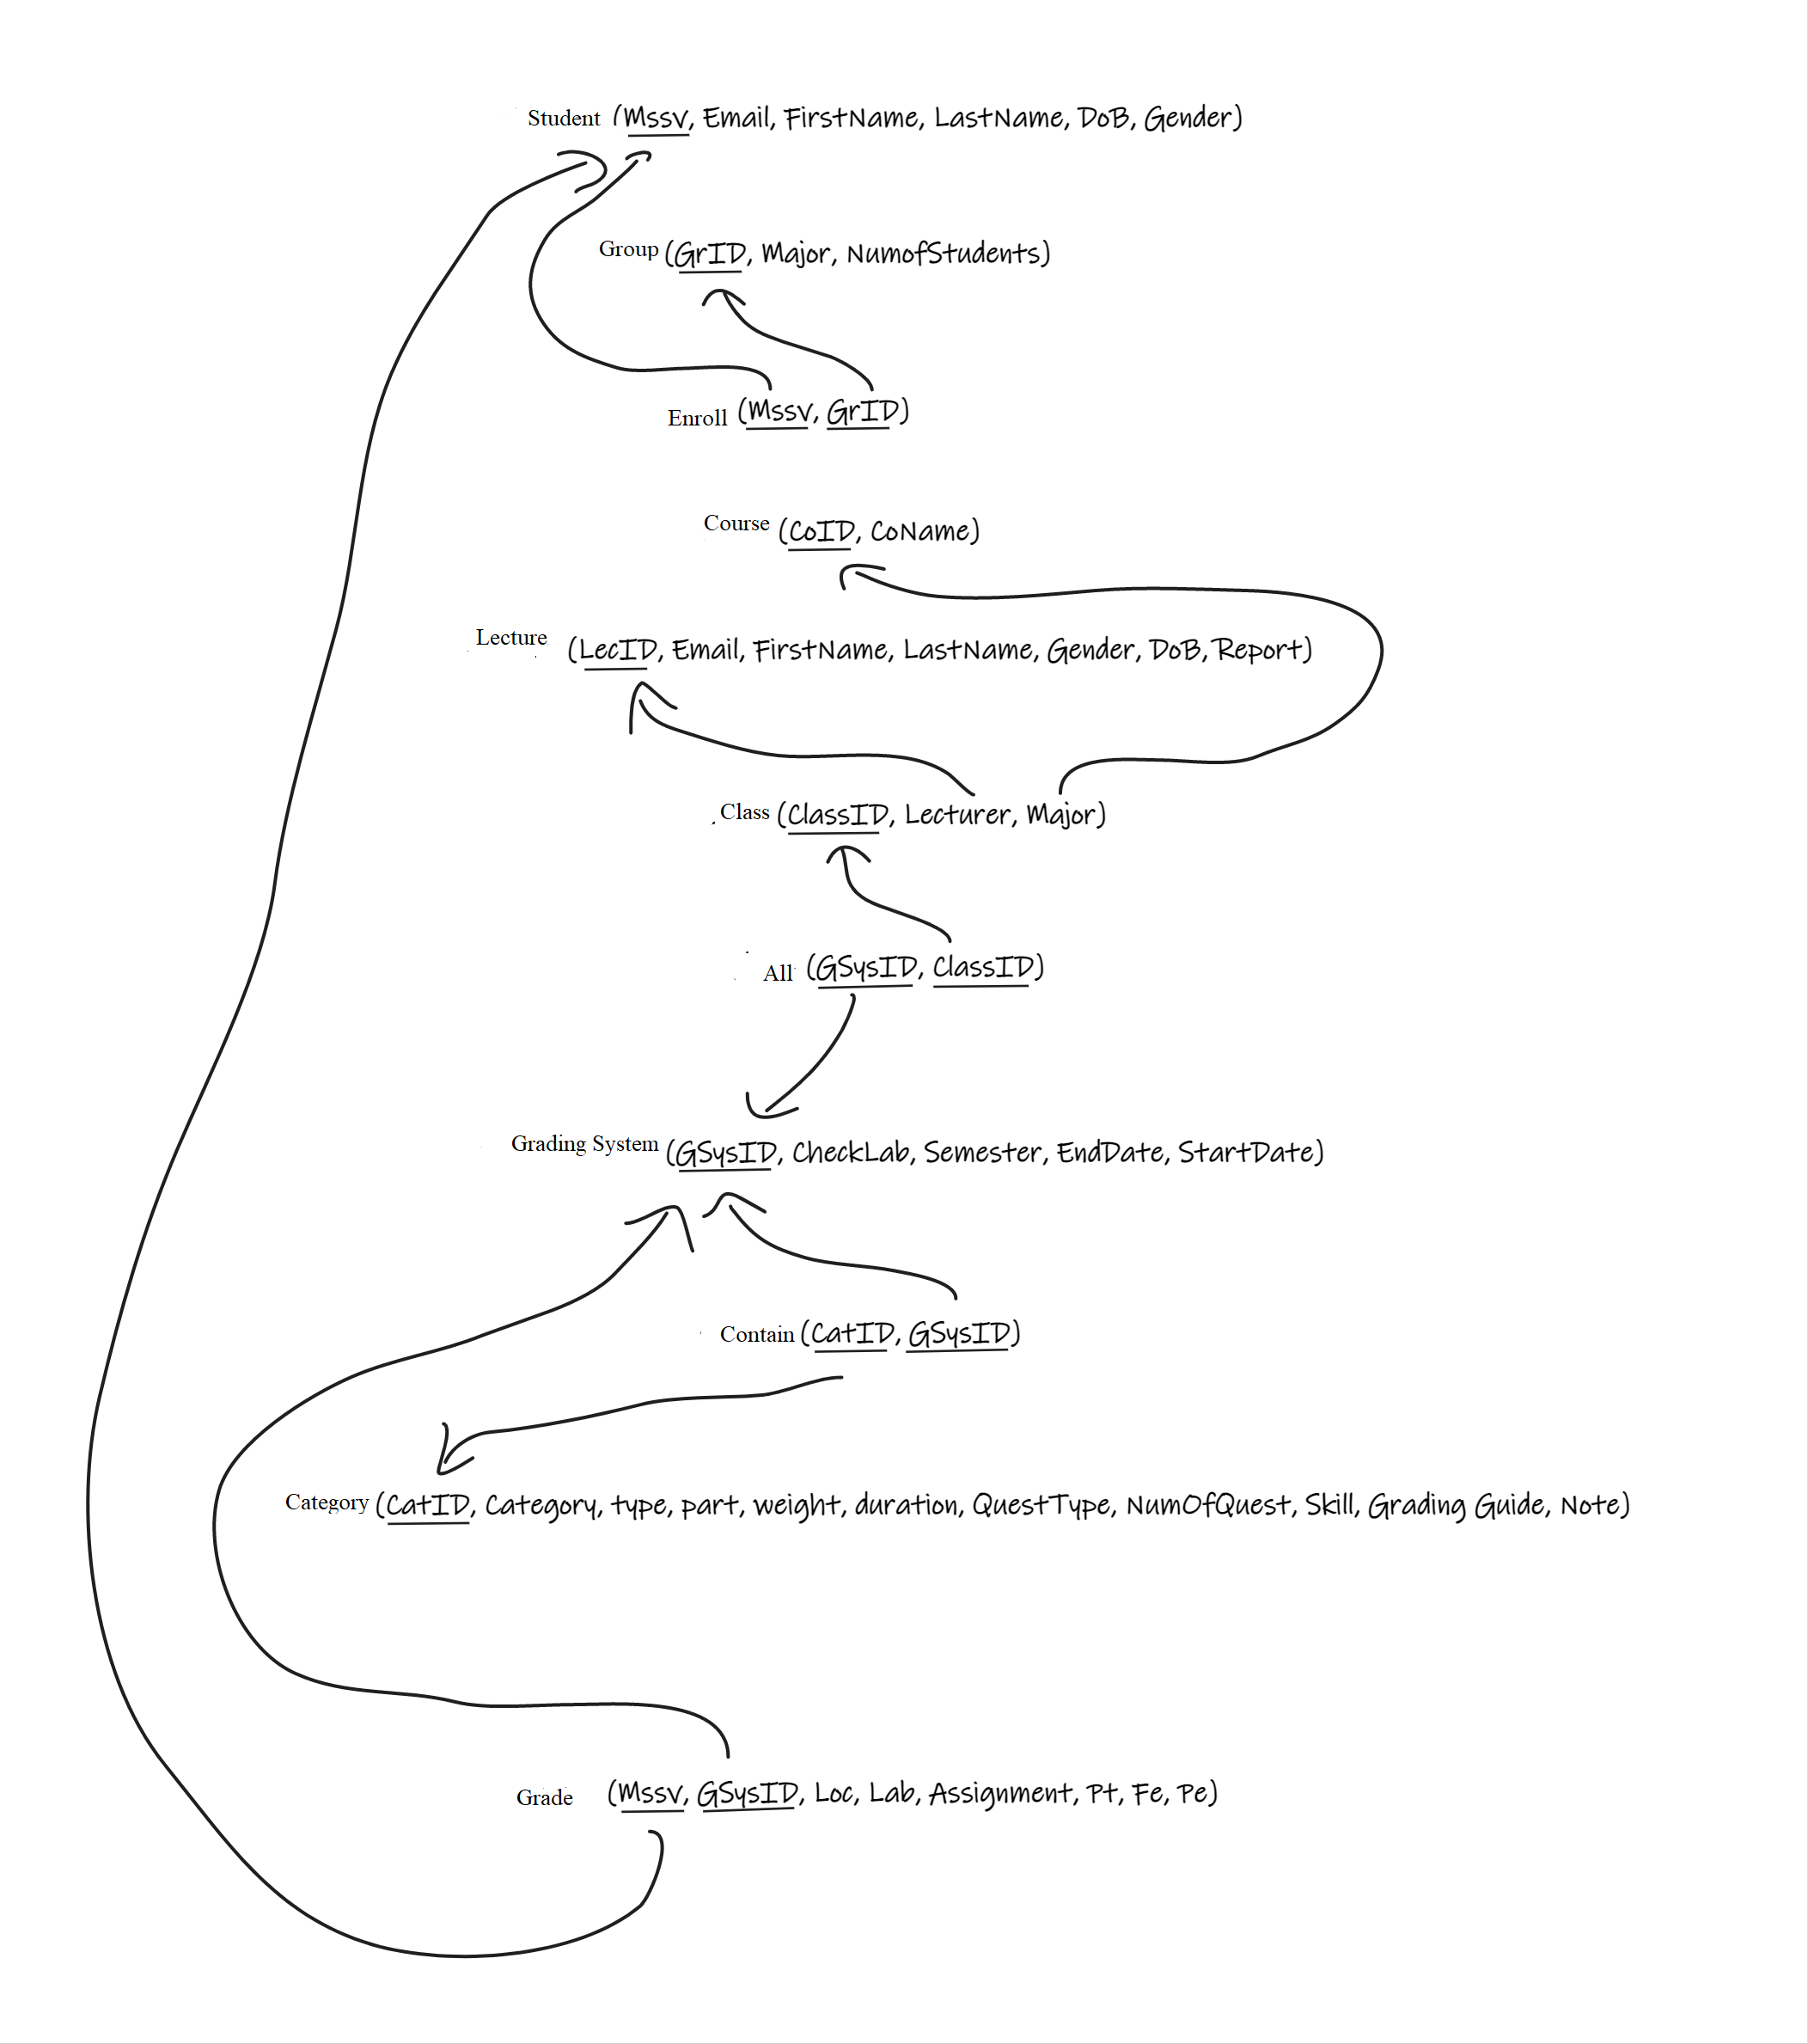 Student (Mssv, Email, FirstName, LastName, DoB, Gender)
Group (GrID, Major, NumofStudents)
Enroll (Mssv, GrID)
Course (CoID, CoName)
Lecture (LecID, Email, FirstName, LastName, Gender, DoB, Report)
Class (ClassID, Lecturer, Major)
All (GSysID, ClassID)
Grading System (GSysID, CheckLab, Semester, EndDate, StartDate)
Contain (CatID, GSysID)
Category (CatID, Category, type, part, weight, duration, QuestType, NumOfQuest, Skill, Grading Guide, Note)
Grade (Mssv, GSysID, Loc, Lab, Assignment, Pt, Fe, Pe)